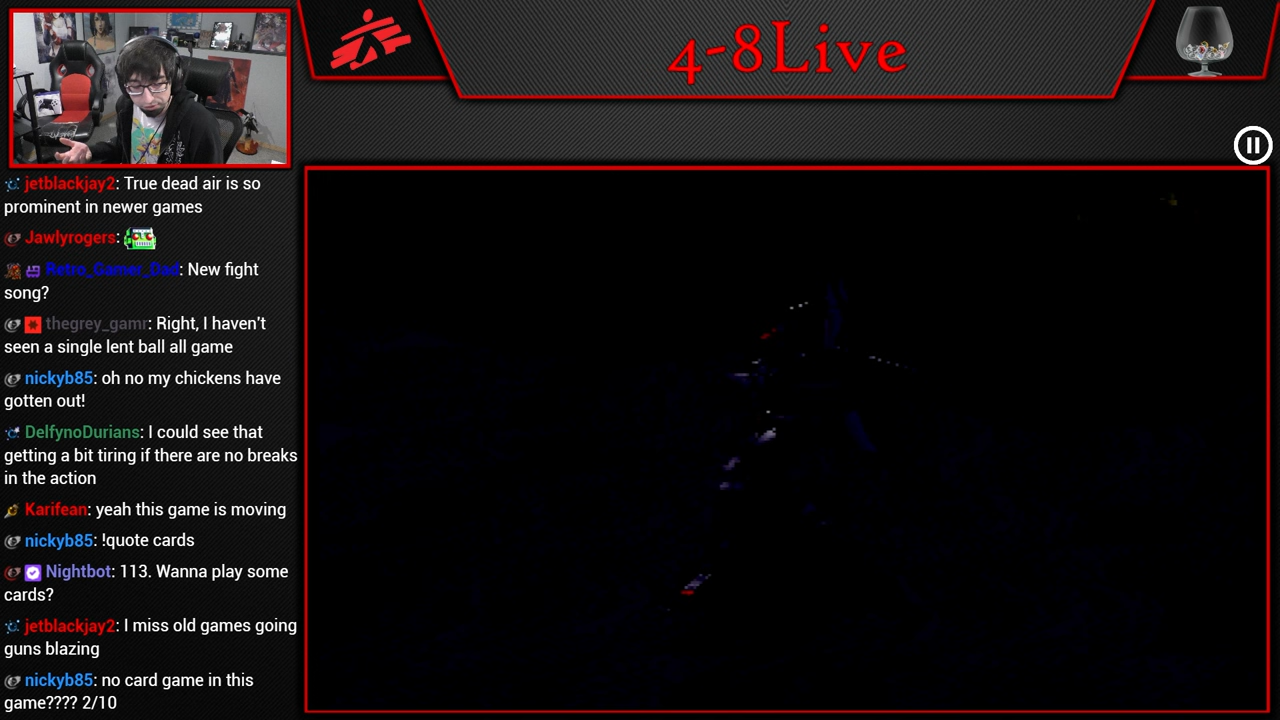 4-8Live
jetblackjay2: True dead air is so
prominent in newer games
Jawlyrogers:
Retro_Gamer_Dad: New fight
song?
thegrey_gamr: Right, I haven't
seen a single lent ball all game
nickyb85: oh no my chickens have
gotten out!
DelfynoDurians: I could see that
getting a bit tiring if there are no breaks
in the action
Karifean: yeah this game is moving
nickyb85: !quote cards
Nightbot: 113. Wanna play some
cards?
jetblackjay2: I miss old games going
guns blazing
nickyb85: no card game in this
game???? 2/10